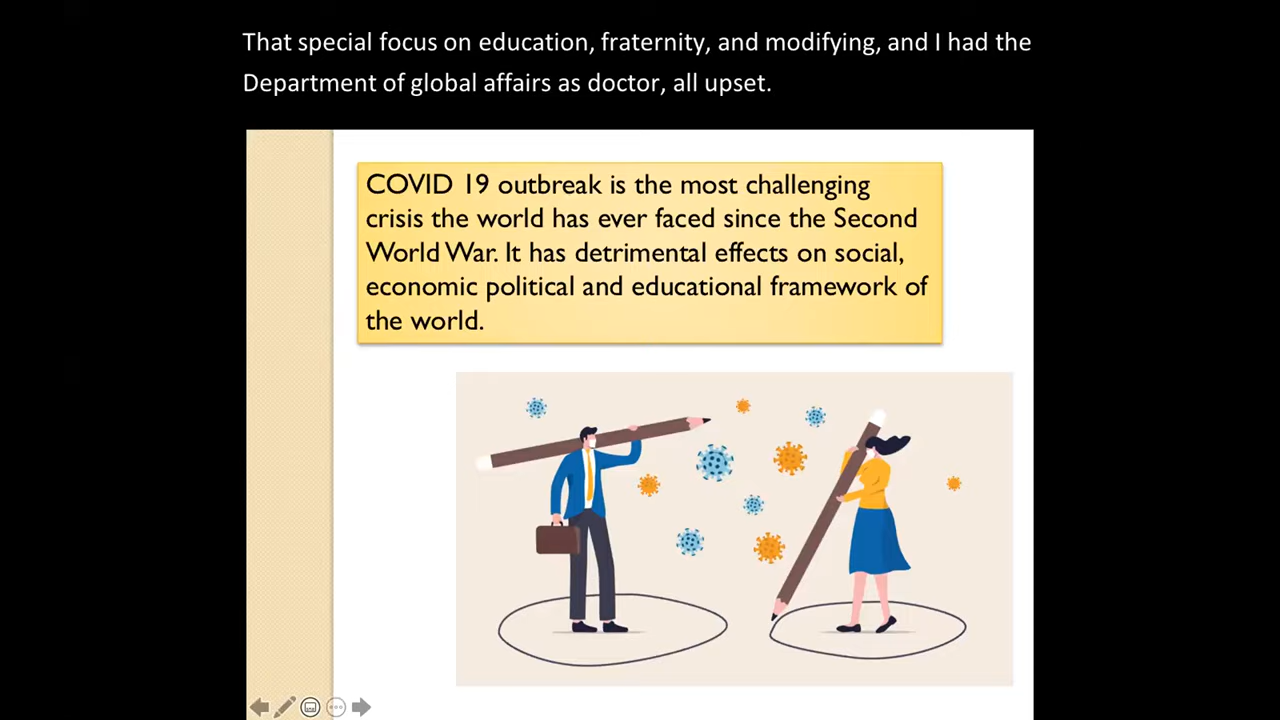 That special focus on education, fraternity, and modifying, and I had the
Department of global affairs as doctor, all upset.
COVID 19 outbreak is the most challenging
crisis the world has ever faced since the Second
World War. It has detrimental effects on social,
economic political and educational framework of
the world.